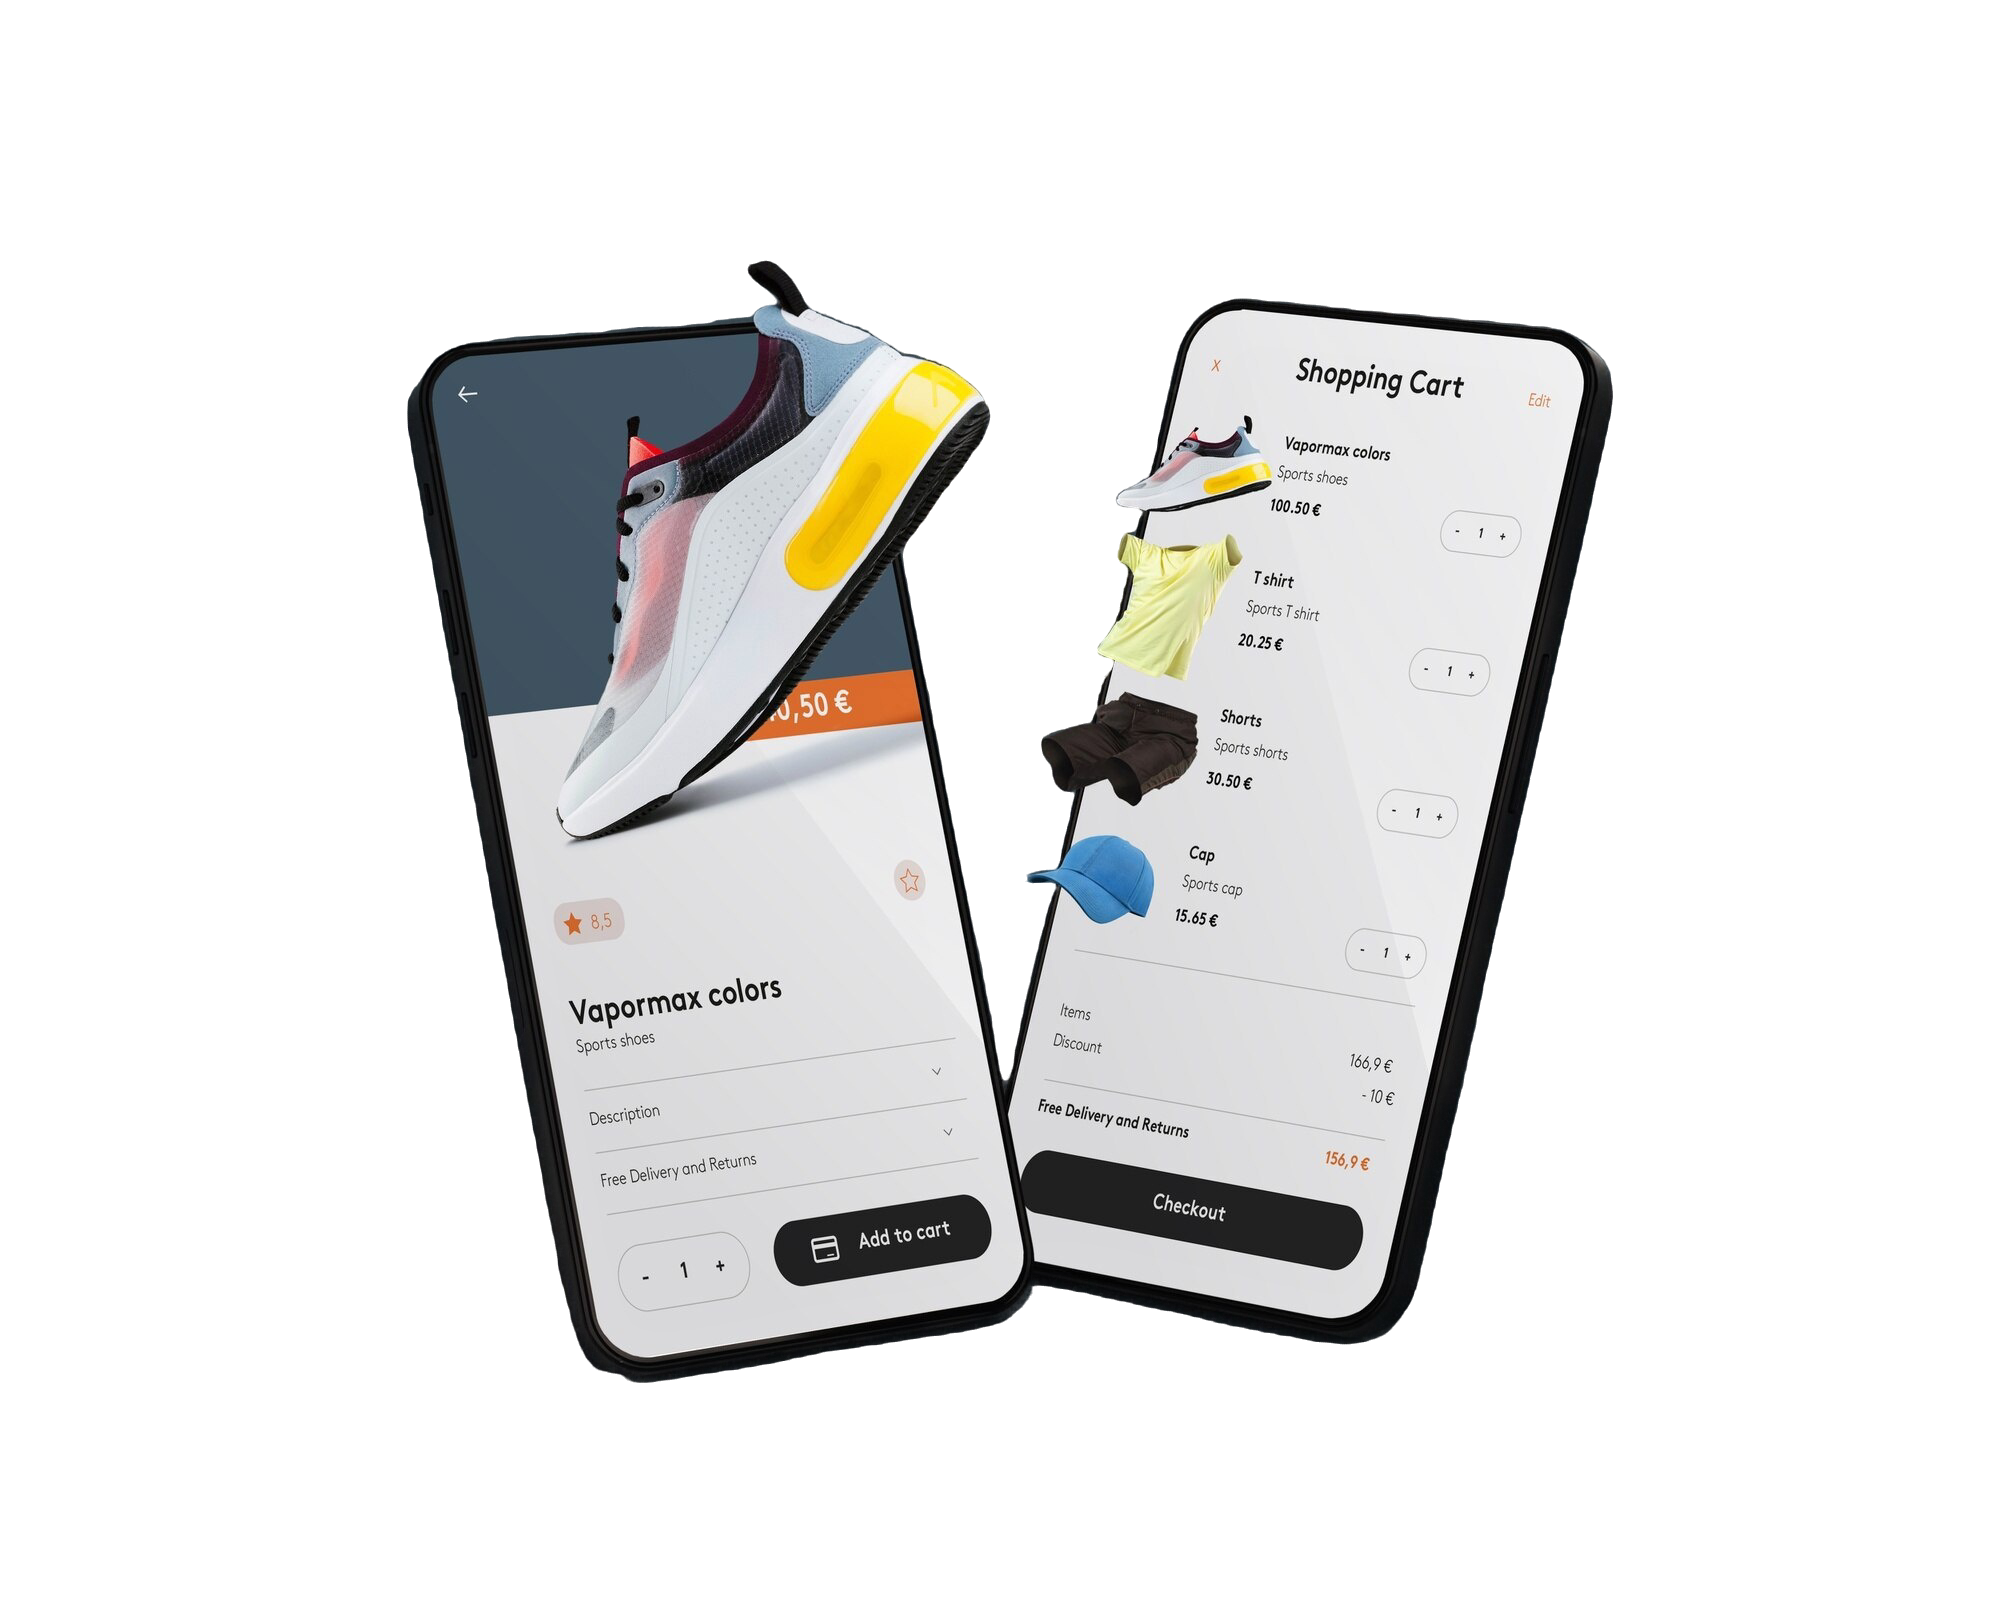 0,50 €
8,5
Vapormax colors
Sports shoes
Description
Free Delivery and Returns
- 1 +
Add to cart
X
Shopping Cart
Edit
Vapormax colors
Sports shoes
100.50 €
- 1 +
T shirt
Sports T shirt
20.25 €
- 1 +
Shorts
Sports shorts
30.50 €
- 1 +
Cap
Sports cap
15.65 €
- 1 +
Items
166,9 €
Discount
- 10 €
Free Delivery and Returns
156,9 €
Checkout